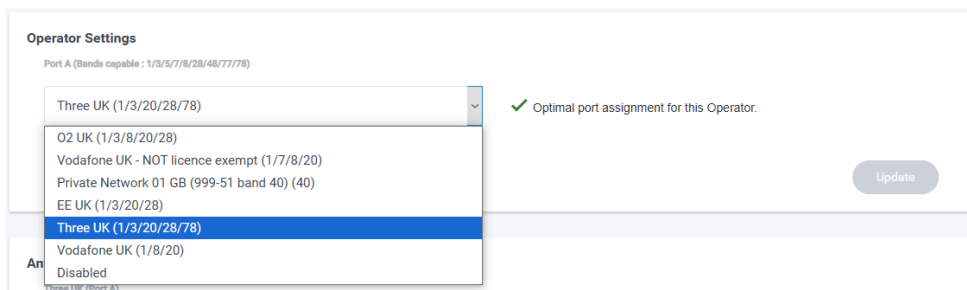 Operator Settings
Port A (Bands capable : 1/3/5/7/8/28/48/77/78)
Three UK (1/3/20/28/78)
Optimal port assignment for this Operator.
O2 UK (1/3/8/20/28)
Vodafone UK - NOT licence exempt (1/7/8/20)
Private Network 01 GB (999-51 band 40) (40)
Update
EE UK (1/3/20/28)
Three UK (1/3/20/28/78)
Vodafone UK (1/8/20)
An
Disabled
Three UK (Port A)